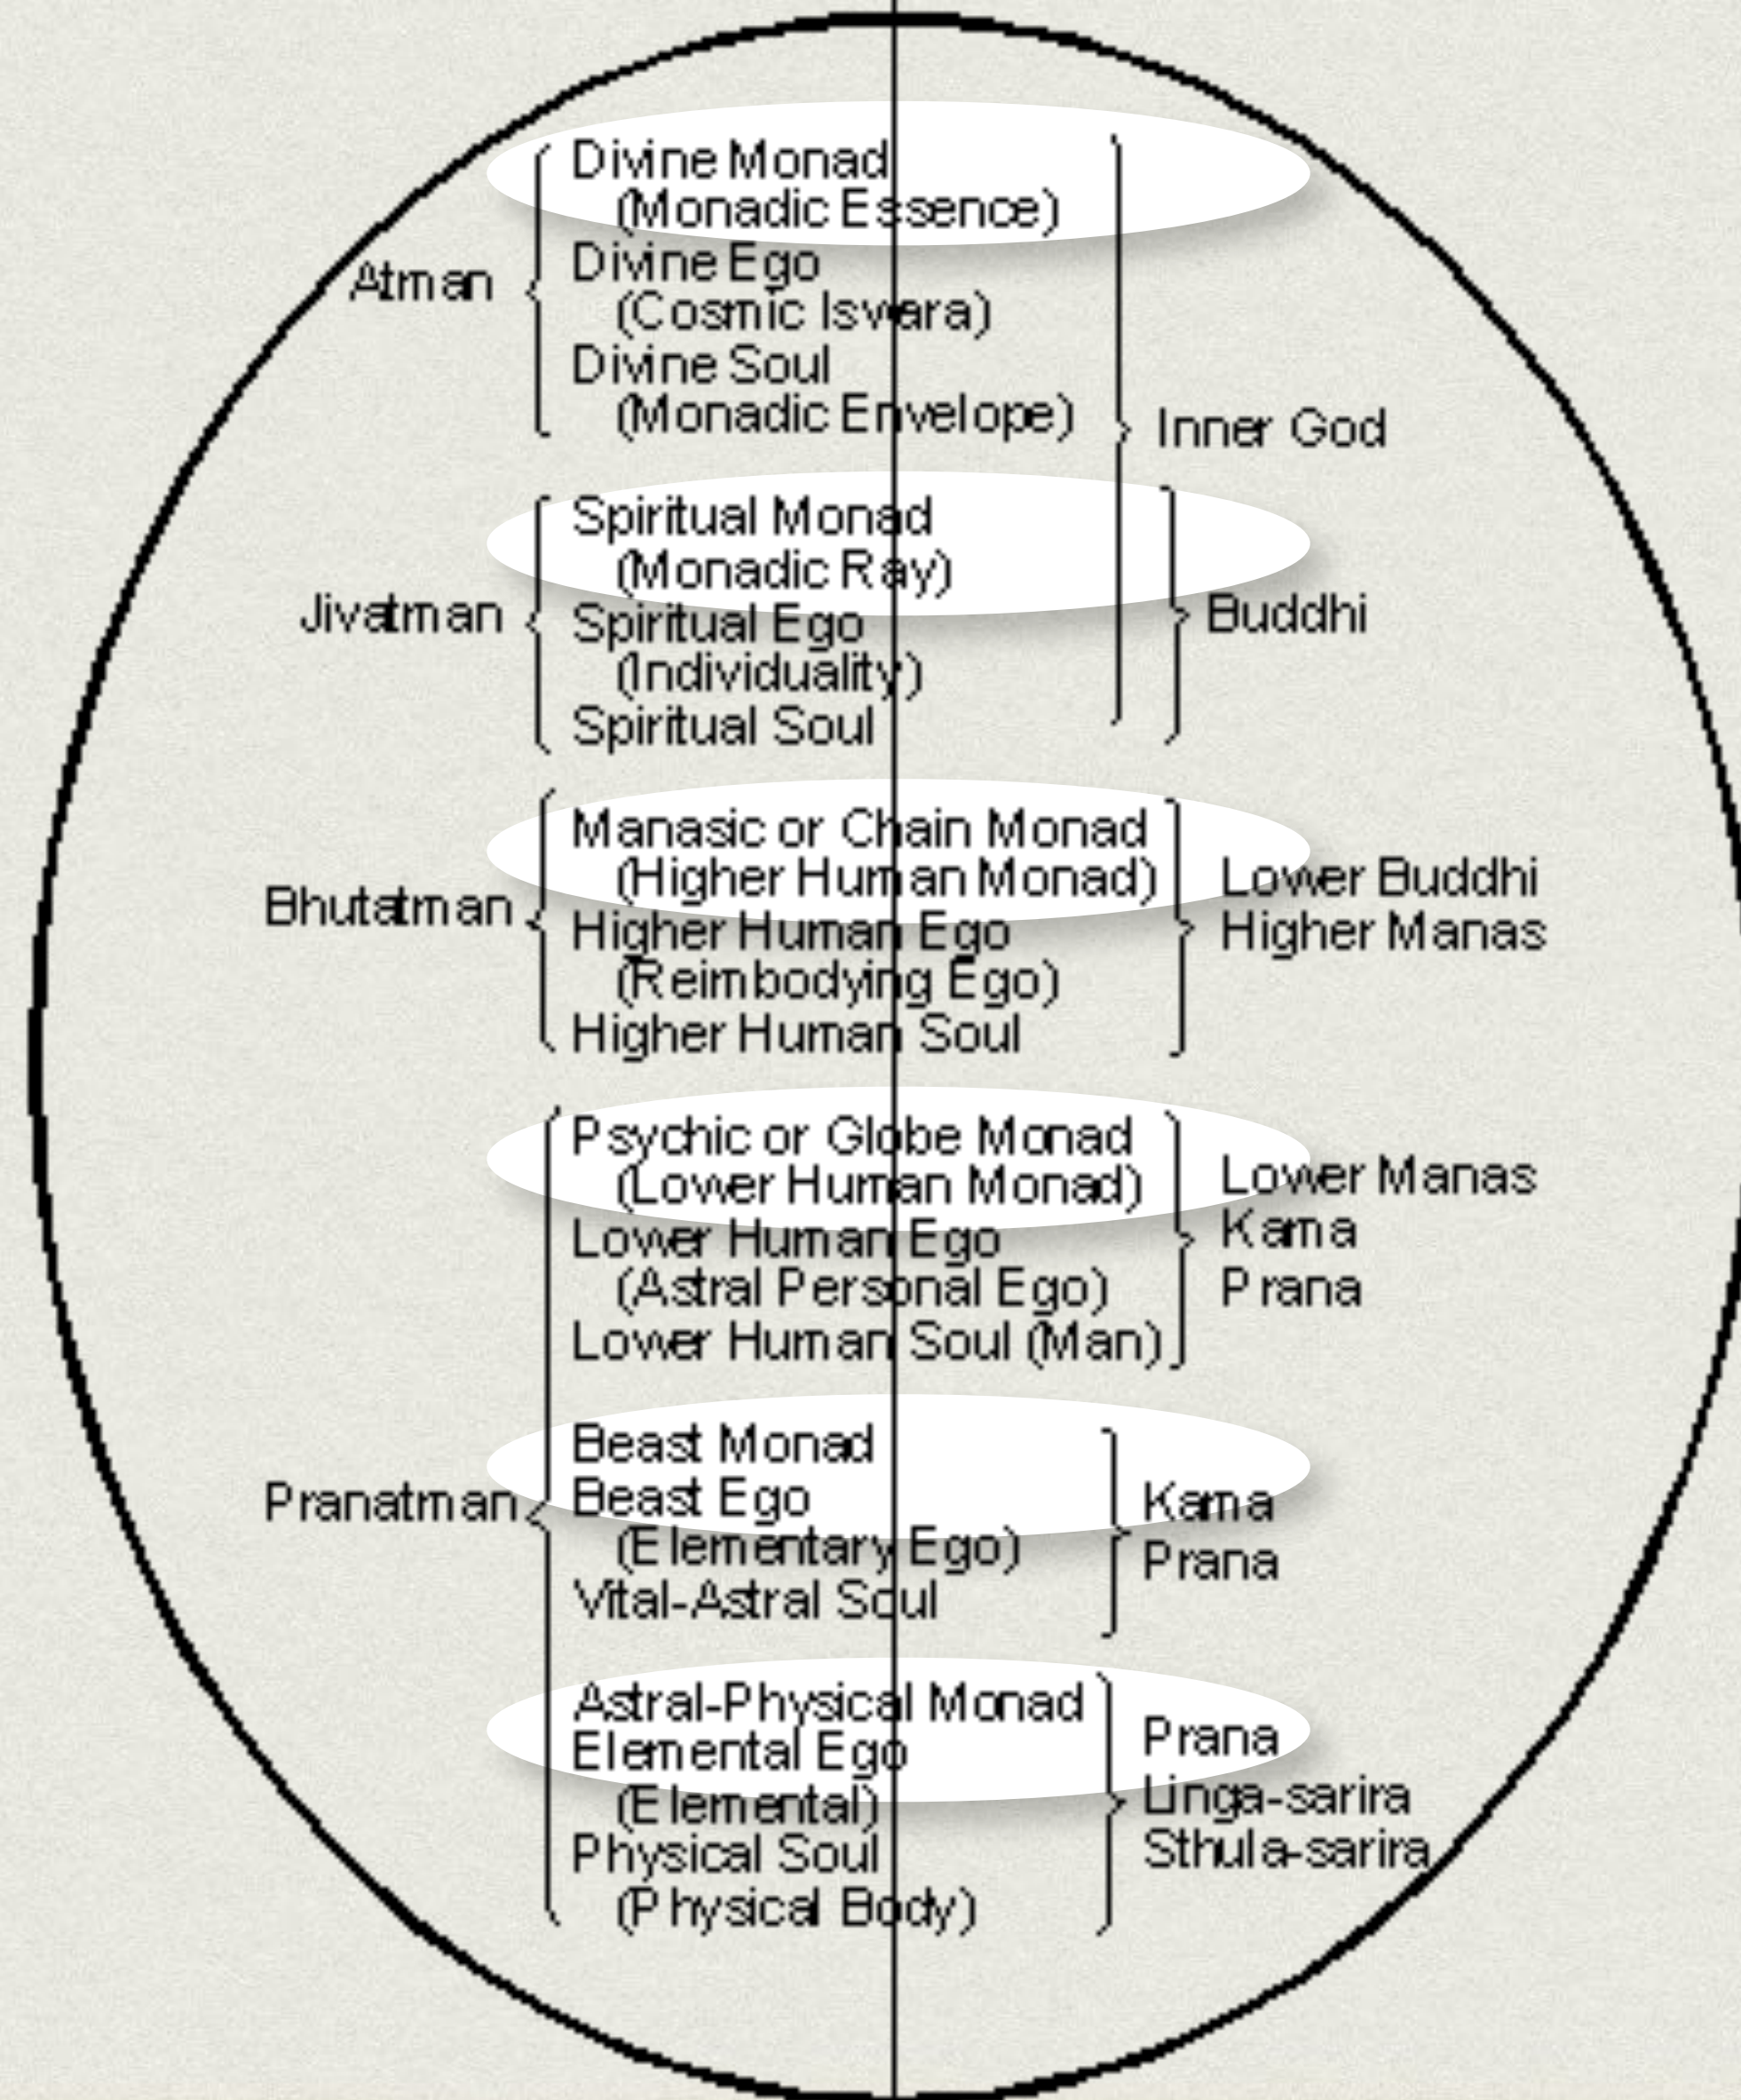 Divine Monad
(Monadic Essence)
Atman
Divine Ego
(Cosmic Iswara)
Divine Soul
(Monadic Envelope)
Inner God
Spiritual Monad
(Monadic Ray)
Jivatman
Spiritual Ego
(Individuality)
Spiritual Soul
Buddhi
Manasic or Chain Monad
(Higher Human Monad)
Bhutatman
Higher Human Ego
(Reimbodying Ego)
Higher Human Soul
Lower Buddhi
Higher Manas
Psychic or Globe Monad
(Lower Human Monad)
Lower Human Ego
(Astral Personal Ego)
Lower Human Soul (Man)
Lower Manas
Kama
Prana
Pranatman
Beast Monad
Beast Ego
(Elementary Ego)
Vital-Astral Soul
Kama
Prana
Astral-Physical Monad
Elemental Ego
(Elemental)
Physical Soul
(Physical Body)
Prana
Linga-sarira
Sthula-sarira